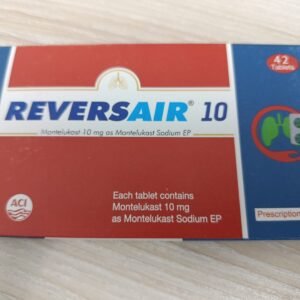 42
Tablets
REVERSAIR® 10
Montelukast 10 mg as Montelukast Sodium EP
Each tablet contains
Montelukast 10 mg
as Montelukast Sodium EP
ACI
Prescription